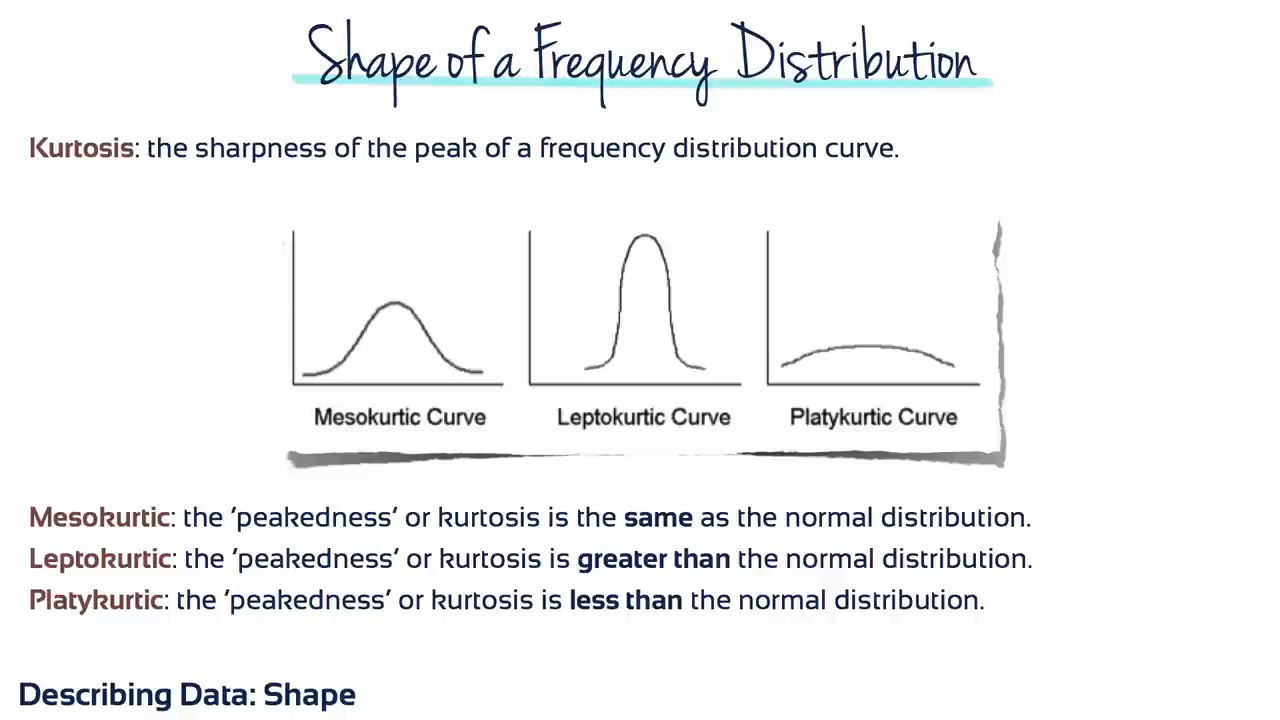 Shape of a Frequency Distribution
Kurtosis: the sharpness of the peak of a frequency distribution curve.
Mesokurtic Curve
Leptokurtic Curve
Platykurtic Curve
Mesokurtic: the ‘peakedness’ or kurtosis is the same as the normal distribution.
Leptokurtic: the ‘peakedness’ or kurtosis is greater than the normal distribution.
Platykurtic: the ‘peakedness’ or kurtosis is less than the normal distribution.
Describing Data: Shape